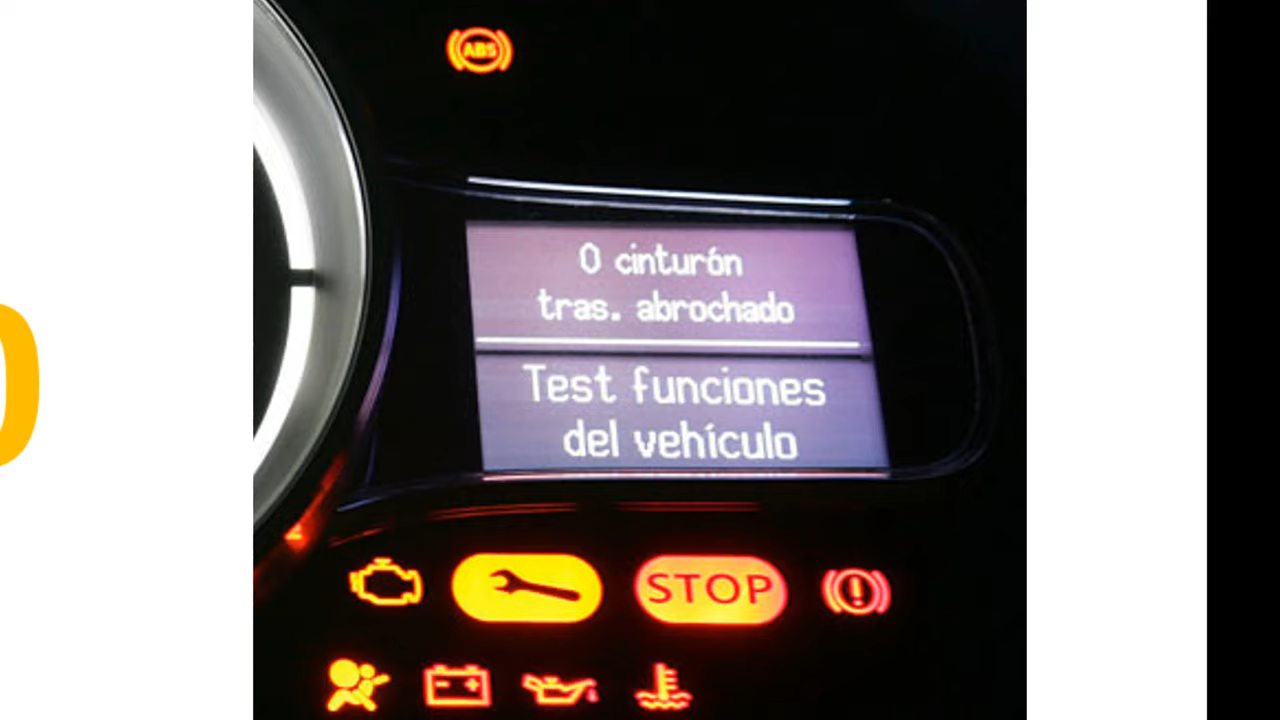 ABS
0 cinturón
tras. abrochado
Test funciones
del vehículo
STOP